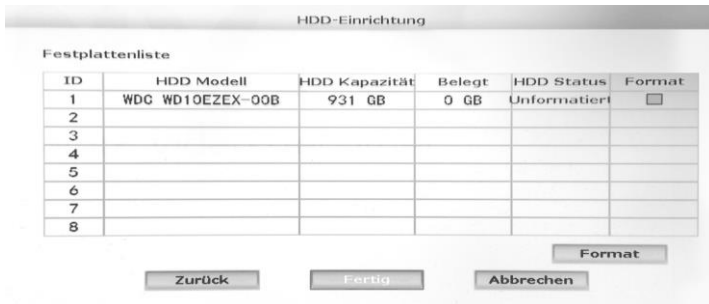 HDD-Einrichtung
Festplattenliste
ID HDD Modell HDD Kapazität Belegt HDD Status Format
1 WDC WD10EZEX-00B 931 GB 0 GB Unformatiert
2
3
4
5
6
7
8
Format
Zurück Fertig Abbrechen